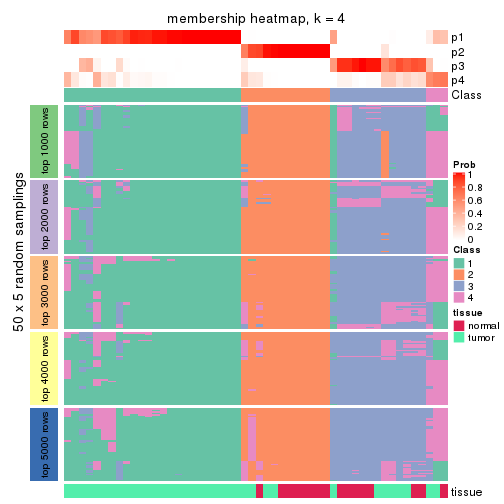 membership heatmap, k = 4
p1
p2
p3
p4
Class
50 x 5 random samplings
top 1000 rows
top 2000 rows
top 3000 rows
top 4000 rows
top 5000 rows
tissue
Prob
1
0.8
0.6
0.4
0.2
0
Class
1
2
3
4
tissue
normal
tumor